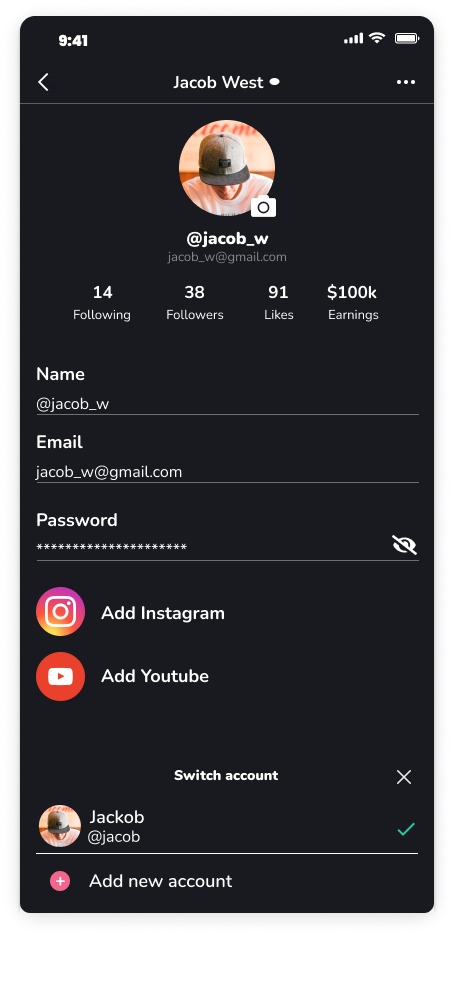 9:41
Jacob West
@jacob_w
jacob_w@gmail.com
14 38 91 $100k
Following Followers Likes Earnings
Name
@jacob_w
Email
jacob_w@gmail.com
Password
*********************
Add Instagram
Add Youtube
Switch account
Jackob
@jacob
Add new account